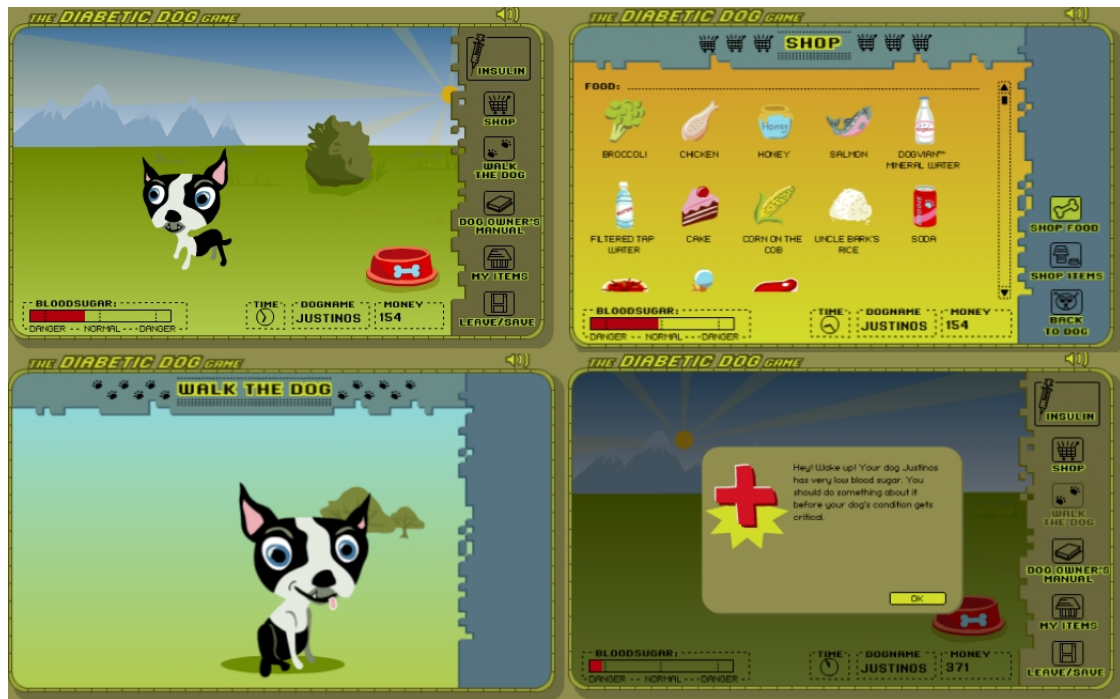 THE DIABETIC DOG GAME
INSULIN
SHOP
WALK
THE DOG
DOG OWNER'S
MANUAL
MY ITEMS
LEAVE/SAVE
BLOODSUGAR:
DANGER -- NORMAL -- DANGER
TIME
DOGNAME
JUSTINOS
MONEY
154
THE DIABETIC DOG GAME
SHOP
FOOD:
BROCCOLI
CHICKEN
HONEY
Honey
SALMON
DOGVIAN™
MINERAL WATER
FILTERED TAP
WATER
CAKE
CORN ON THE
COB
UNCLE BARK'S
RICE
SODA
SHOP FOOD
SHOP ITEMS
BACK
TO DOG
BLOODSUGAR:
DANGER -- NORMAL -- DANGER
TIME
DOGNAME
JUSTINOS
MONEY
154
THE DIABETIC DOG GAME
WALK THE DOG
THE DIABETIC DOG GAME
INSULIN
SHOP
WALK
THE DOG
DOG OWNER'S
MANUAL
MY ITEMS
LEAVE/SAVE
Hey! Wake up! Your dog Justinos
has very low blood sugar. You
should do something about it
before your dog's condition gets
critical.
OK
BLOODSUGAR:
DANGER -- NORMAL -- DANGER
TIME
DOGNAME
JUSTINOS
MONEY
371